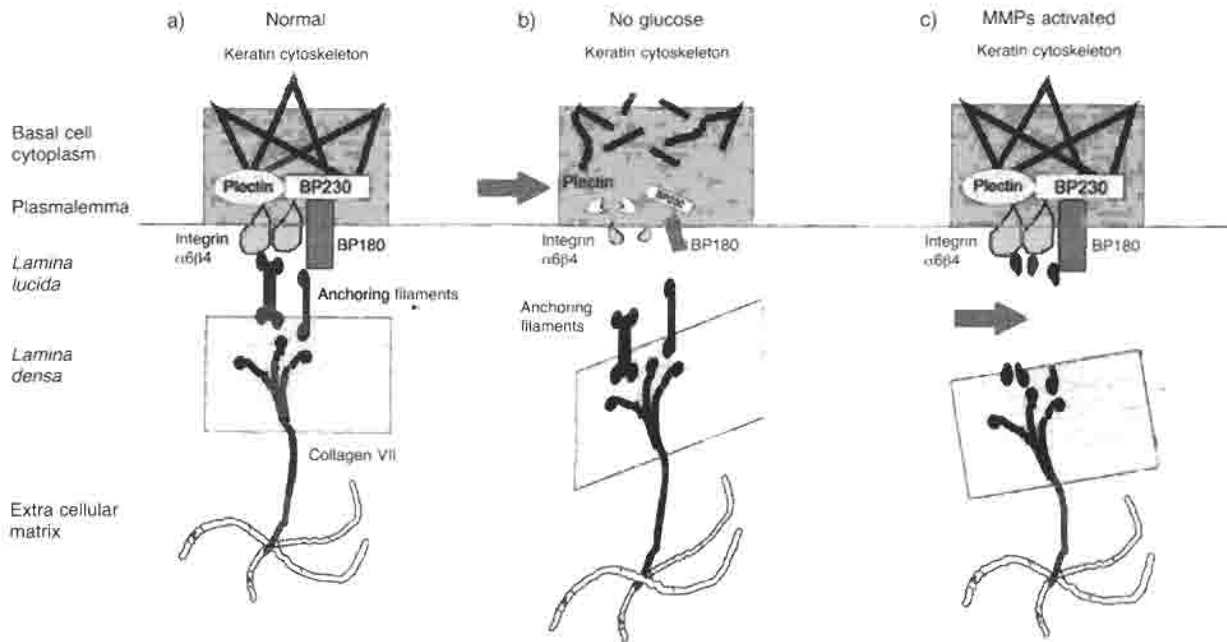 a) Normal
Keratin cytoskeleton
Basal cell
cytoplasm
Plectin
BP230
Plasmalemma
Integrin
α6β4
BP180
Lamina
lucida
Anchoring filaments
Lamina
densa
Collagen VII
Extra cellular
matrix
b) No glucose
Keratin cytoskeleton
Plectin
BP230
Integrin
α6β4
BP180
Anchoring
filaments
c) MMPs activated
Keratin cytoskeleton
Plectin
BP230
Integrin
α6β4
BP180